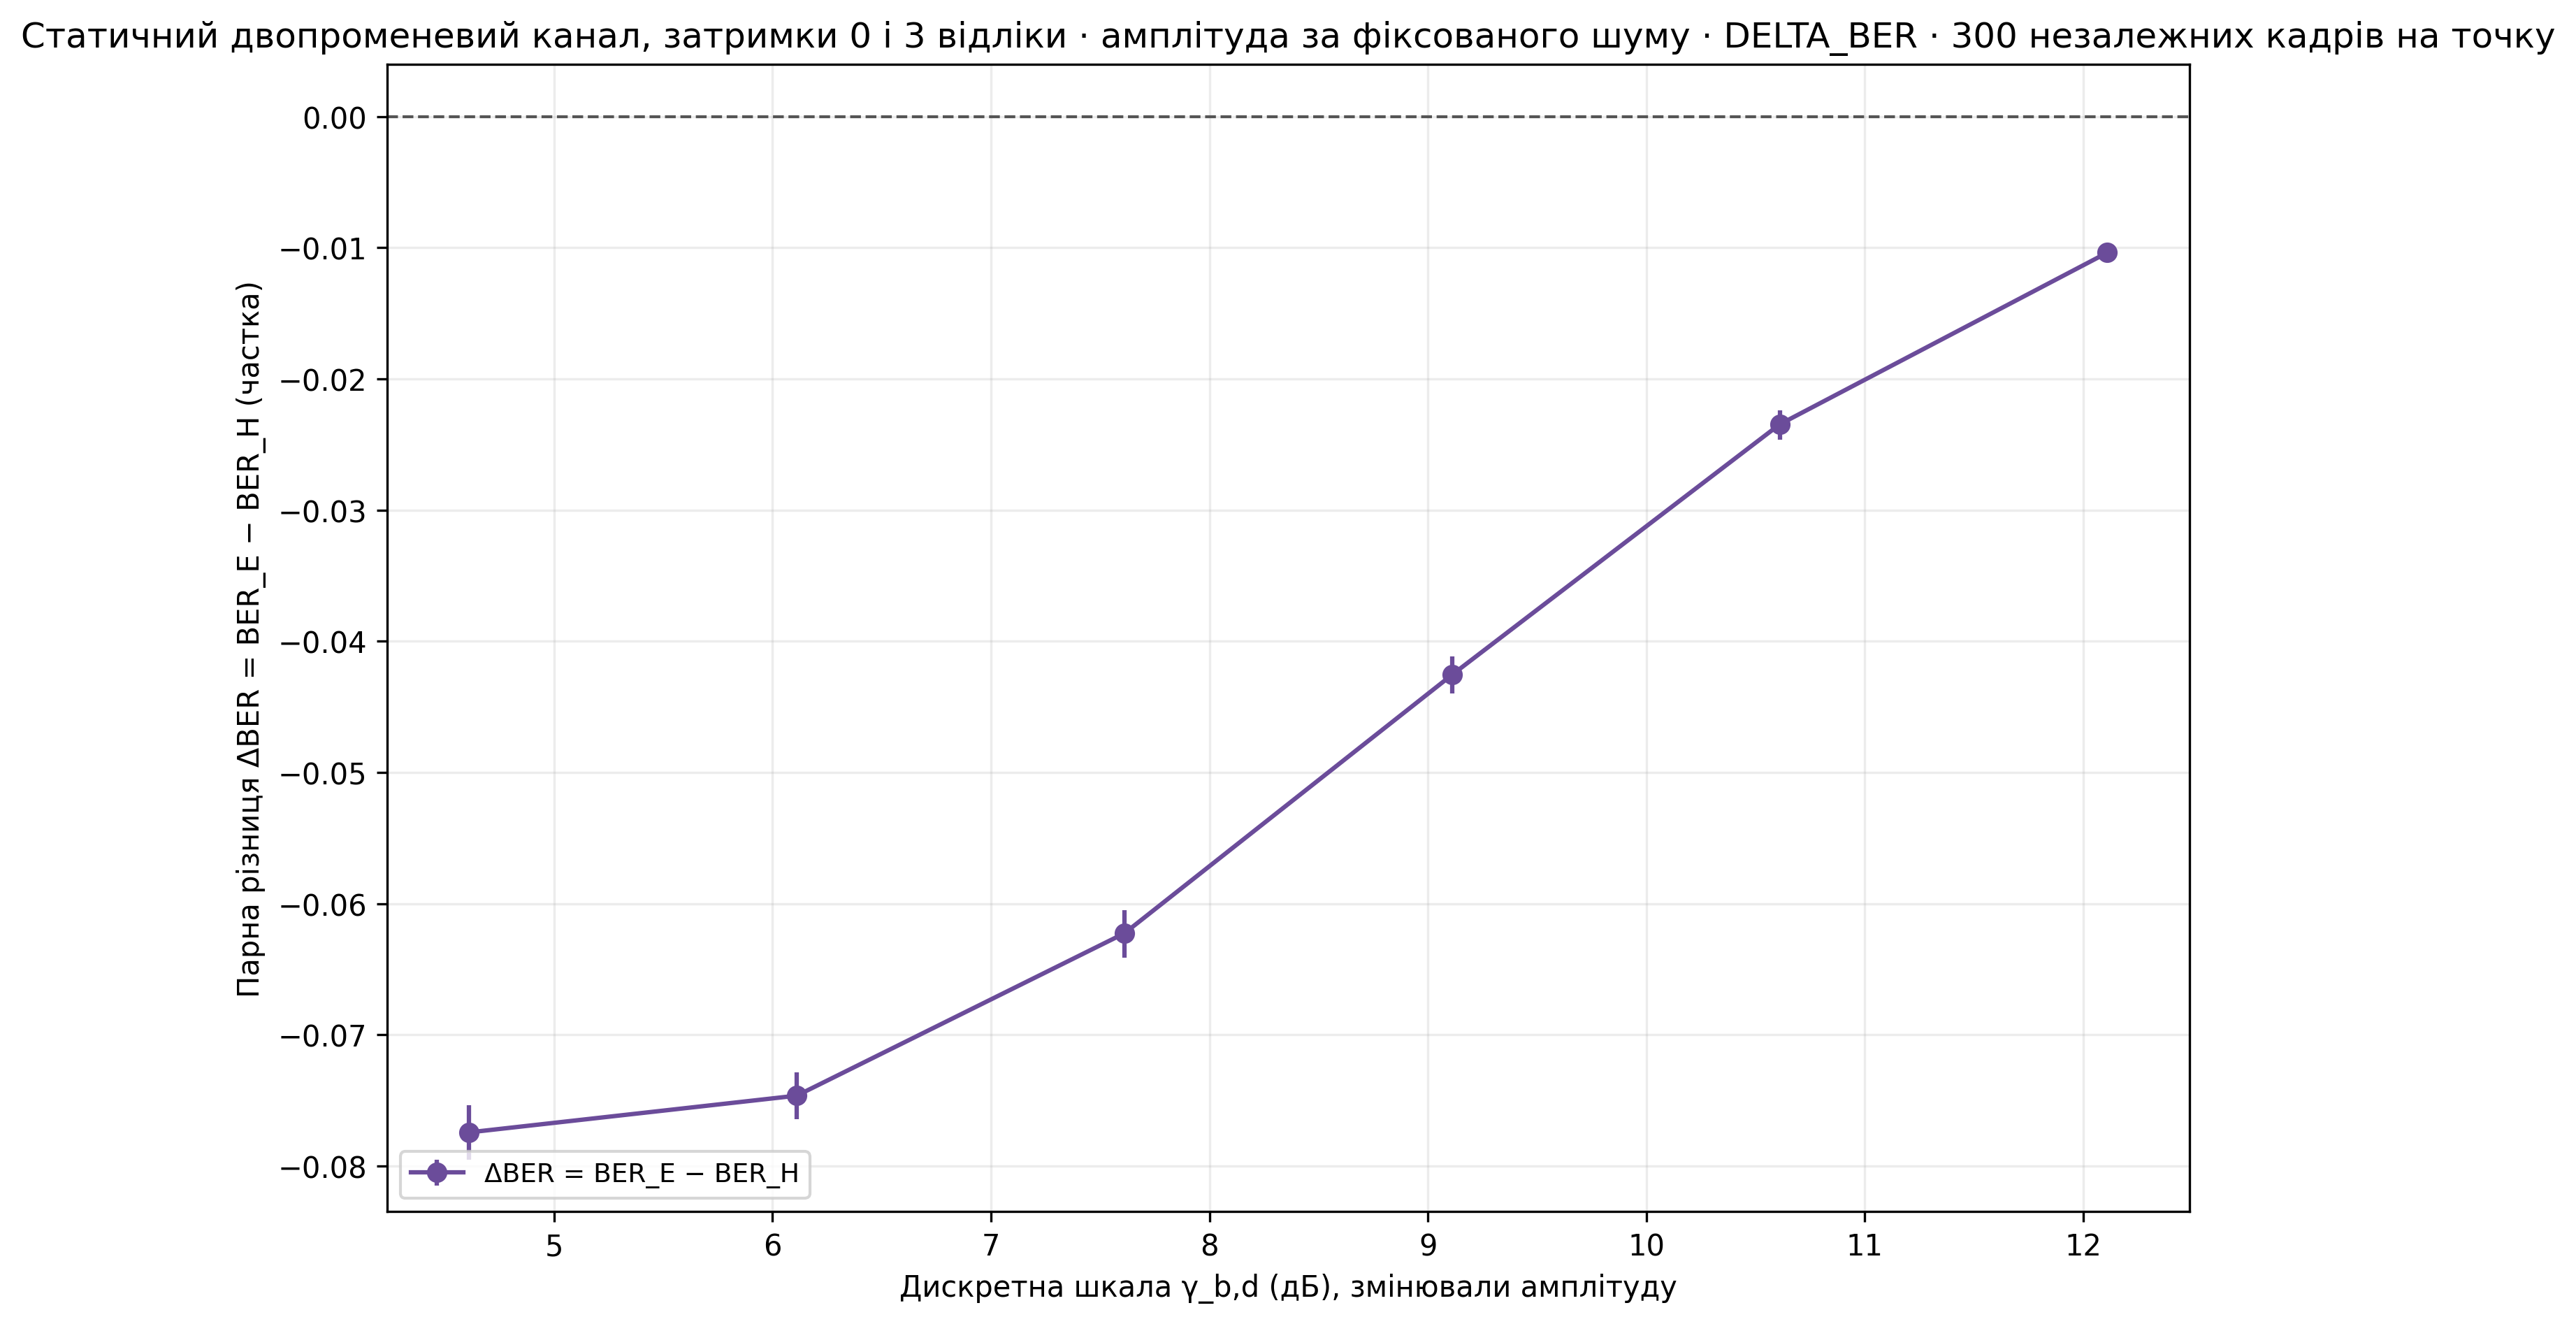 Статичний двопроменевий канал, затримки 0 і 3 відліки · амплітуда за фіксованого шуму · DELTA_BER · 300 незалежних кадрів на точку
Парна різниця ΔBER = BER_E − BER_H (частка)
0.00
−0.01
−0.02
−0.03
−0.04
−0.05
−0.06
−0.07
−0.08
ΔBER = BER_E − BER_H
5 6 7 8 9 10 11 12
Дискретна шкала γ_b,d (дБ), змінювали амплітуду